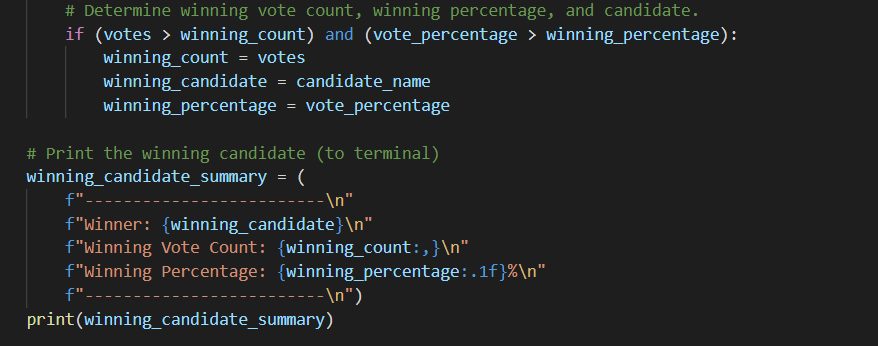 # Determine winning vote count, winning percentage, and candidate.
if (votes > winning_count) and (vote_percentage > winning_percentage):
winning_count = votes
winning_candidate = candidate_name
winning_percentage = vote_percentage
# Print the winning candidate (to terminal)
winning_candidate_summary = (
f"-------------------------\n"
f"Winner: {winning_candidate}\n"
f"Winning Vote Count: {winning_count:,}\n"
f"Winning Percentage: {winning_percentage:.1f}%\n"
f"-------------------------\n")
print(winning_candidate_summary)